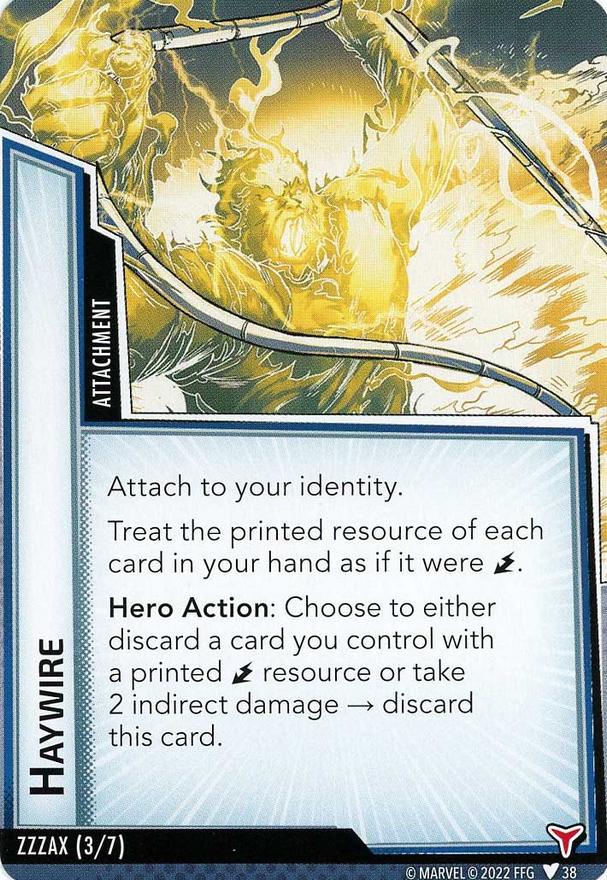 ATTACHMENT
Attach to your identity.
Treat the printed resource of each
card in your hand as if it were .
Hero Action: Choose to either
discard a card you control with
a printed resource or take
2 indirect damage → discard
this card.
HAYWIRE
ZZZAX (3/7)
© MARVEL © 2022 FFG 38